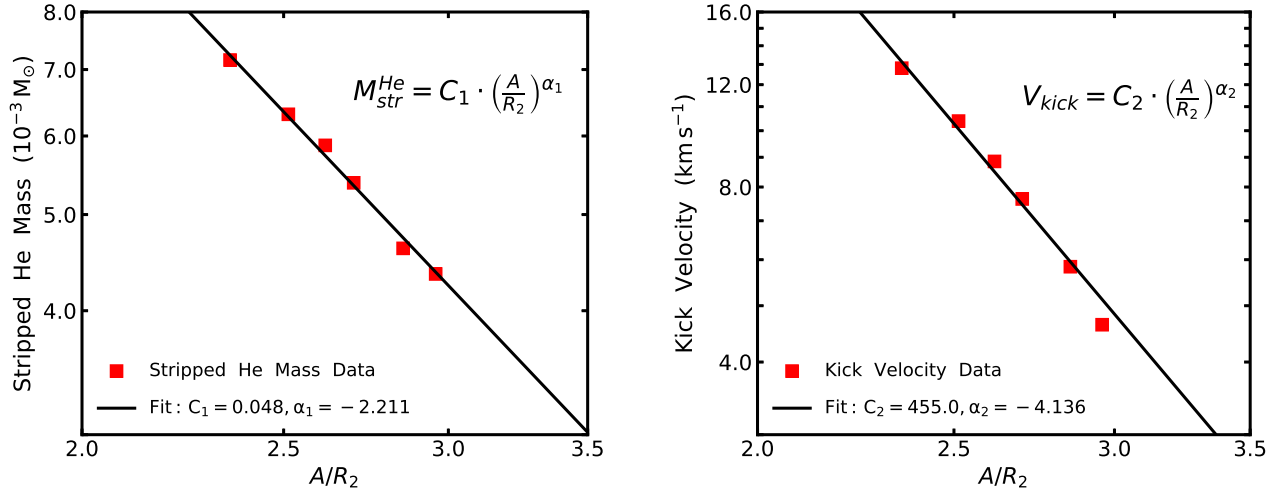 8.0
7.0
6.0
5.0
4.0
Stripped He Mass (10⁻³ M☉)
M_str^He = C₁ · (A/R₂)^α₁
Stripped He Mass Data
Fit: C₁ = 0.048, α₁ = −2.211
2.0 2.5 3.0 3.5
A/R₂
16.0
12.0
8.0
4.0
Kick Velocity (km s⁻¹)
V_kick = C₂ · (A/R₂)^α₂
Kick Velocity Data
Fit: C₂ = 455.0, α₂ = −4.136
2.0 2.5 3.0 3.5
A/R₂